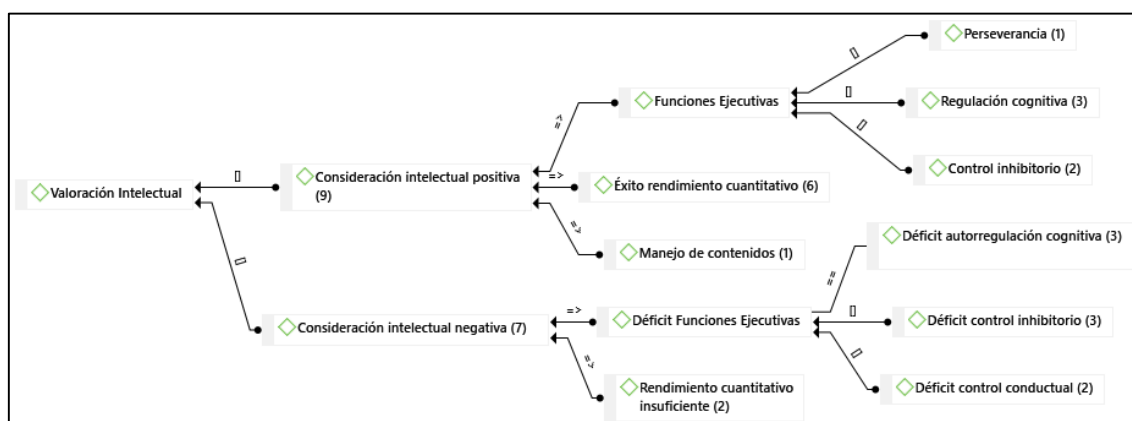 Perseverancia (1)
[]
Funciones Ejecutivas
[]
Regulación cognitiva (3)
[]
=>
Control inhibitorio (2)
Valoración Intelectual
[]
Consideración intelectual positiva
(9)
=>
Éxito rendimiento cuantitativo (6)
=>
Manejo de contenidos (1)
[]
Déficit autorregulación cognitiva (3)
==
Consideración intelectual negativa (7)
=>
Déficit Funciones Ejecutivas
[]
Déficit control inhibitorio (3)
=>
[]
Rendimiento cuantitativo
insuficiente (2)
Déficit control conductual (2)